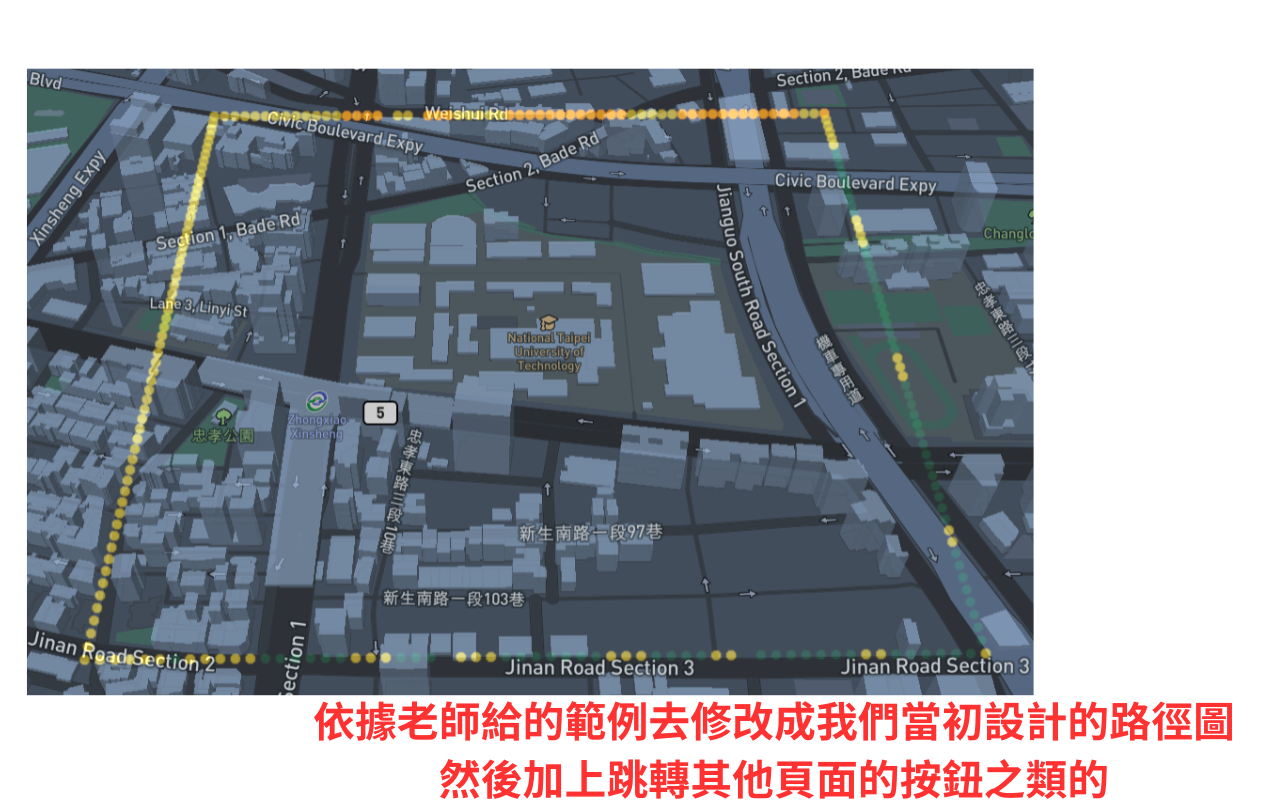 Blvd
Section 2, Bade Rd
Weishui Rd
Civic Boulevard Expy
Section 2, Bade Rd
Xinsheng Expy
Civic Boulevard Expy
Section 1, Bade Rd
Jianguo South Road Section 1
Lane 3, Linyi St
忠孝東路三段
National Taipei
University of
Technology
機車專用道
Zhongxiao
Xinsheng
5
忠孝公園
忠孝東路三段10巷
新生南路一段97巷
新生南路一段103巷
Jinan Road Section 2
Section 1
Jinan Road Section 3
Jinan Road Section 3
依據老師給的範例去修改成我們當初設計的路徑圖
然後加上跳轉其他頁面的按鈕之類的